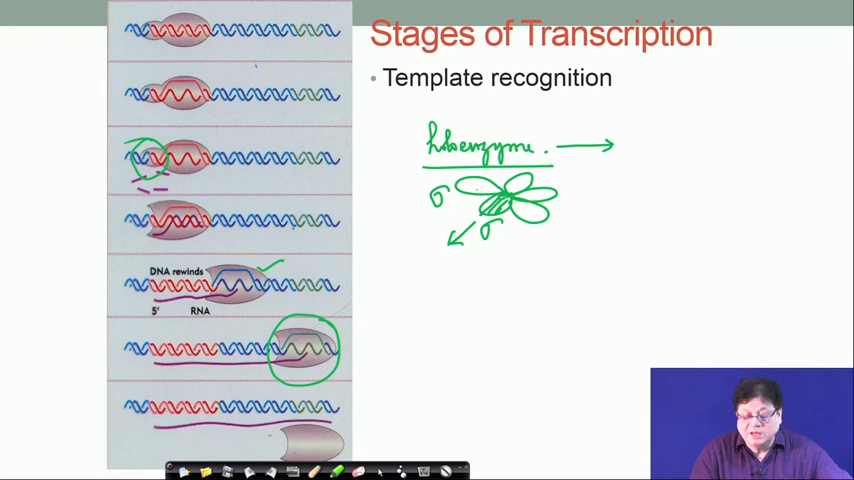 Stages of Transcription
• Template recognition
holoenzyme. →
σ
σ
DNA rewinds
5' RNA